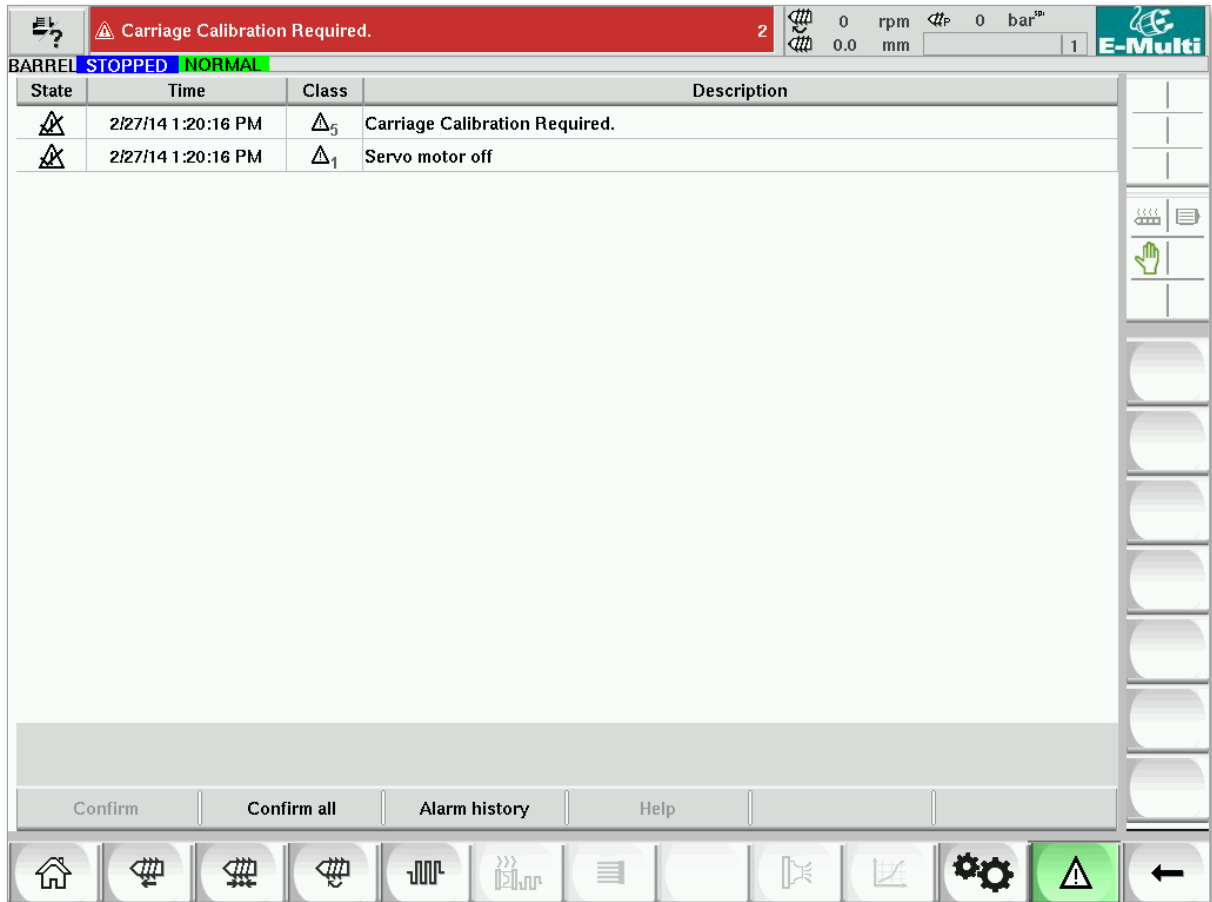 Carriage Calibration Required. 2
0 rpm P 0 bar
0.0 mm 1
E-Multi
BARREL STOPPED NORMAL
State Time Class Description
2/27/14 1:20:16 PM 5 Carriage Calibration Required.
2/27/14 1:20:16 PM 1 Servo motor off
Confirm Confirm all Alarm history Help